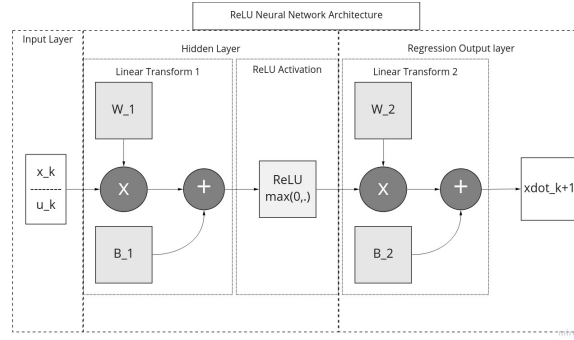 ReLU Neural Network Architecture
Input Layer
Hidden Layer
Regression Output layer
Linear Transform 1
ReLU Activation
Linear Transform 2
W_1
W_2
x_k
u_k
X
+
ReLU
max(0,.)
X
+
xdot_k+1
B_1
B_2